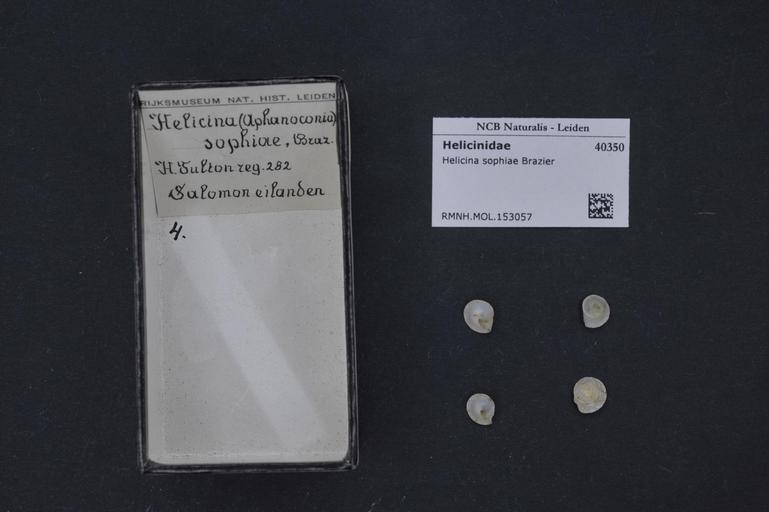 RIJKSMUSEUM NAT. HIST. LEIDEN
Helicina (Aphanoconia)
sophiae, Braz.
H. Fulton reg. 282
Salomon eilanden
4.
NCB Naturalis - Leiden
Helicinidae 40350
Helicina sophiae Brazier
RMNH.MOL.153057